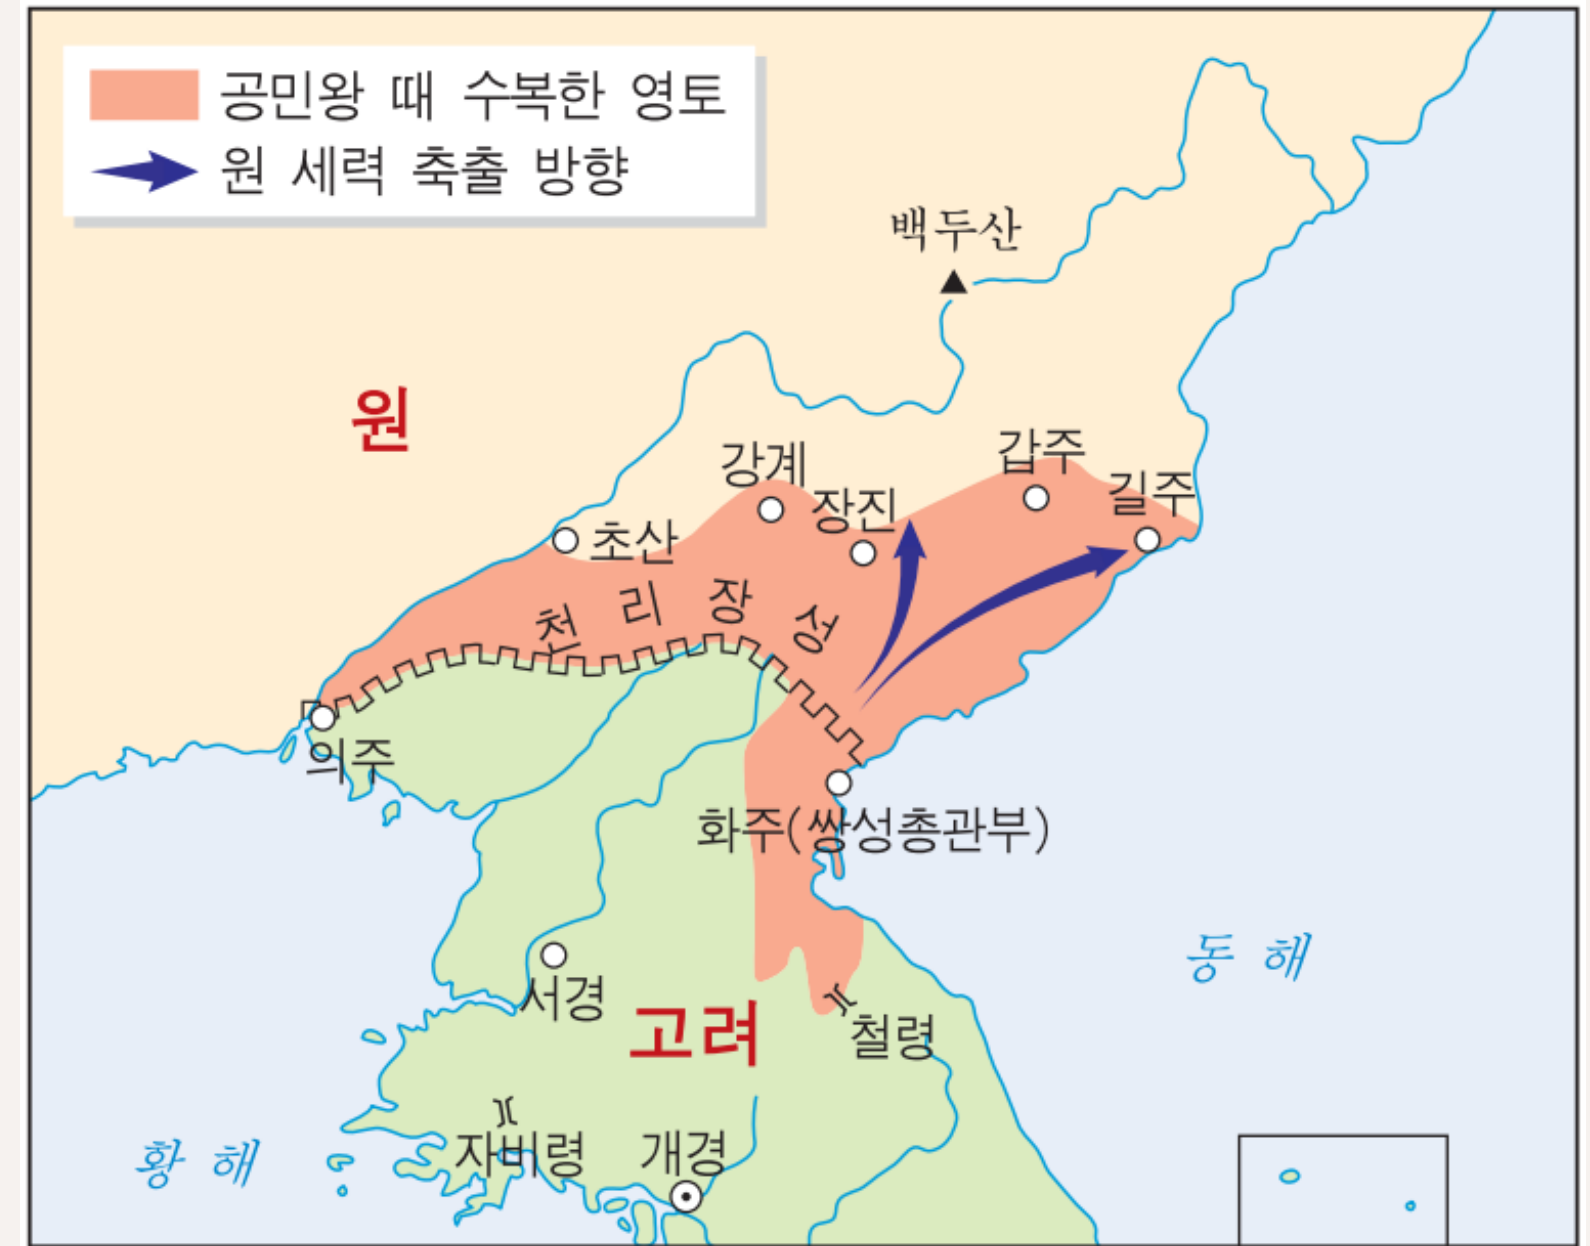 공민왕 때 수복한 영토
원 세력 축출 방향
백두산
원
강계
갑주
장진
길주
초산
천리장성
의주
화주(쌍성총관부)
동해
서경
고려
철령
자비령
개경
황해